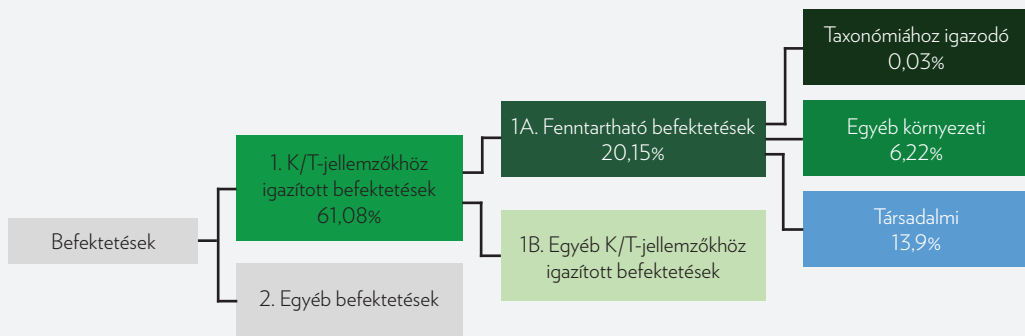 Befektetések
1. K/T-jellemzőkhöz
igazított befektetések
61,08%
2. Egyéb befektetések
1A. Fenntartható befektetések
20,15%
1B. Egyéb K/T-jellemzőkhöz
igazított befektetések
Taxonómiához igazodó
0,03%
Egyéb környezeti
6,22%
Társadalmi
13,9%